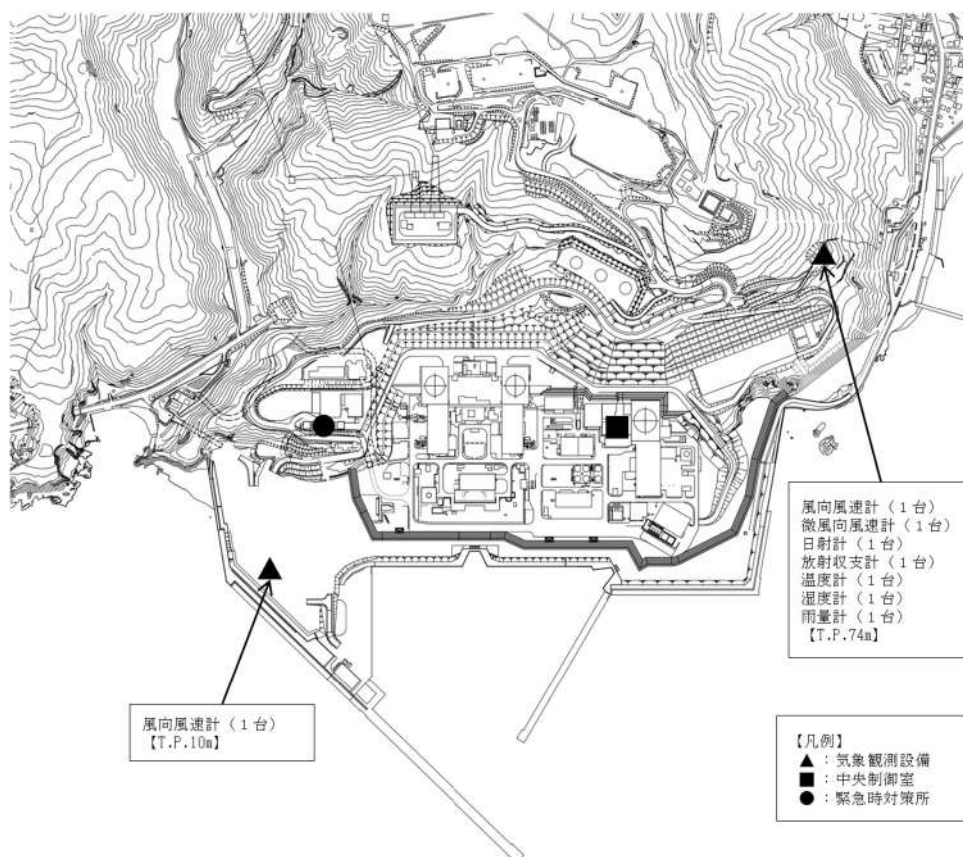 風向風速計（１台）
微風向風速計（１台）
日射計（１台）
放射収支計（１台）
温度計（１台）
湿度計（１台）
雨量計（１台）
【T.P.74m】
風向風速計（１台）
【T.P.10m】
【凡例】
▲：気象観測設備
■：中央制御室
●：緊急時対策所